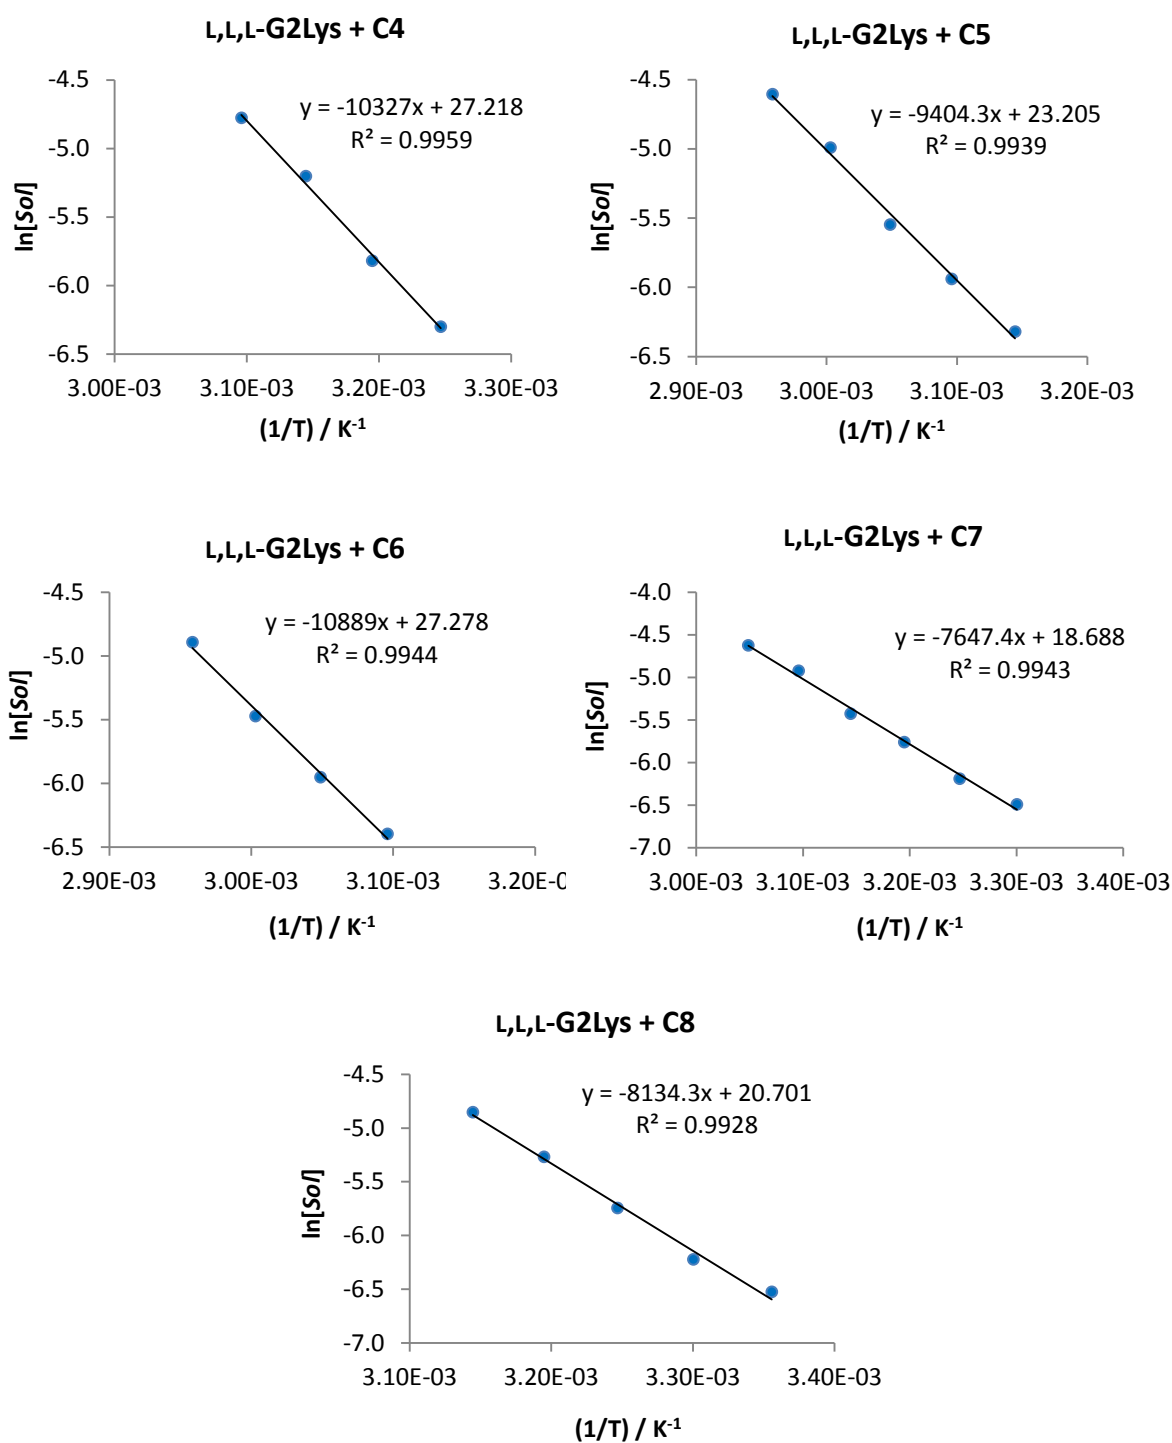 L,L,L-G2Lys + C4
y = -10327x + 27.218
R² = 0.9959
ln[Sol]
-4.5
-5.0
-5.5
-6.0
-6.5
3.00E-03 3.10E-03 3.20E-03 3.30E-03
(1/T) / K⁻¹
L,L,L-G2Lys + C5
y = -9404.3x + 23.205
R² = 0.9939
ln[Sol]
-4.5
-5.0
-5.5
-6.0
-6.5
2.90E-03 3.00E-03 3.10E-03 3.20E-03
(1/T) / K⁻¹
L,L,L-G2Lys + C6
y = -10889x + 27.278
R² = 0.9944
ln[Sol]
-4.5
-5.0
-5.5
-6.0
-6.5
2.90E-03 3.00E-03 3.10E-03 3.20E-0
(1/T) / K⁻¹
L,L,L-G2Lys + C7
y = -7647.4x + 18.688
R² = 0.9943
ln[Sol]
-4.0
-4.5
-5.0
-5.5
-6.0
-6.5
-7.0
3.00E-03 3.10E-03 3.20E-03 3.30E-03 3.40E-03
(1/T) / K⁻¹
L,L,L-G2Lys + C8
y = -8134.3x + 20.701
R² = 0.9928
ln[Sol]
-4.5
-5.0
-5.5
-6.0
-6.5
-7.0
3.10E-03 3.20E-03 3.30E-03 3.40E-03
(1/T) / K⁻¹